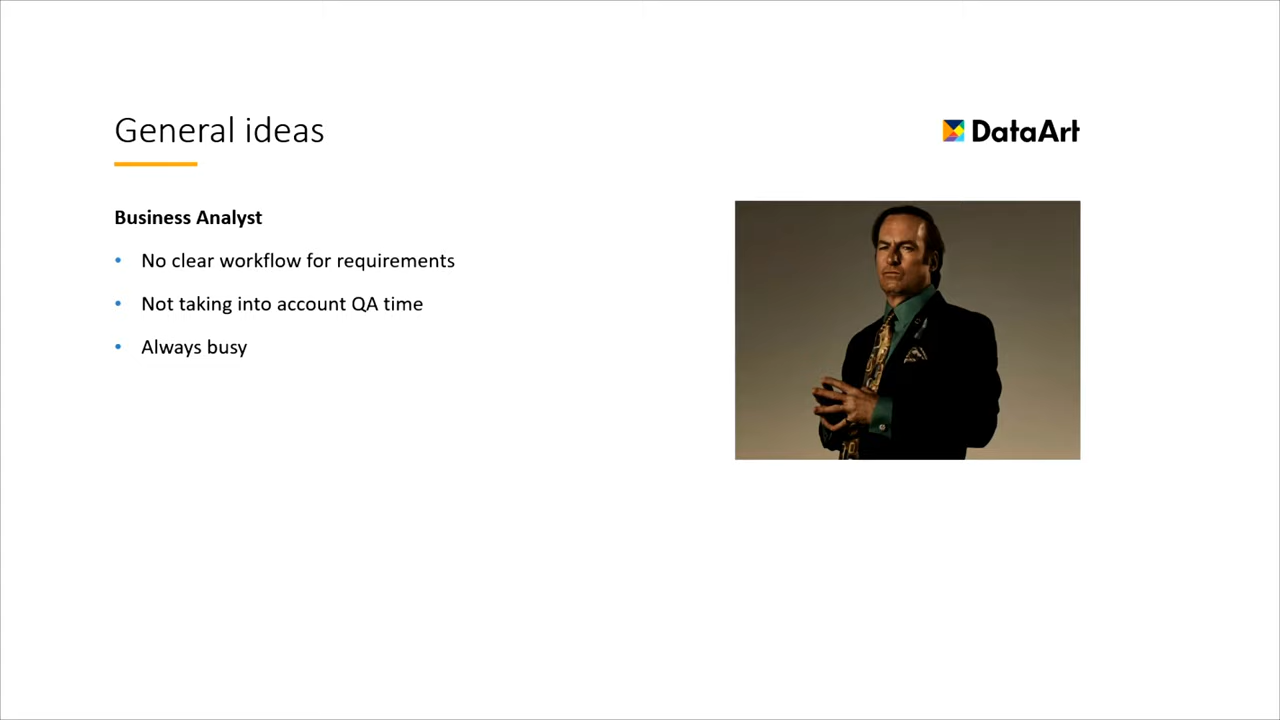 General ideas
DataArt
Business Analyst
• No clear workflow for requirements
• Not taking into account QA time
• Always busy